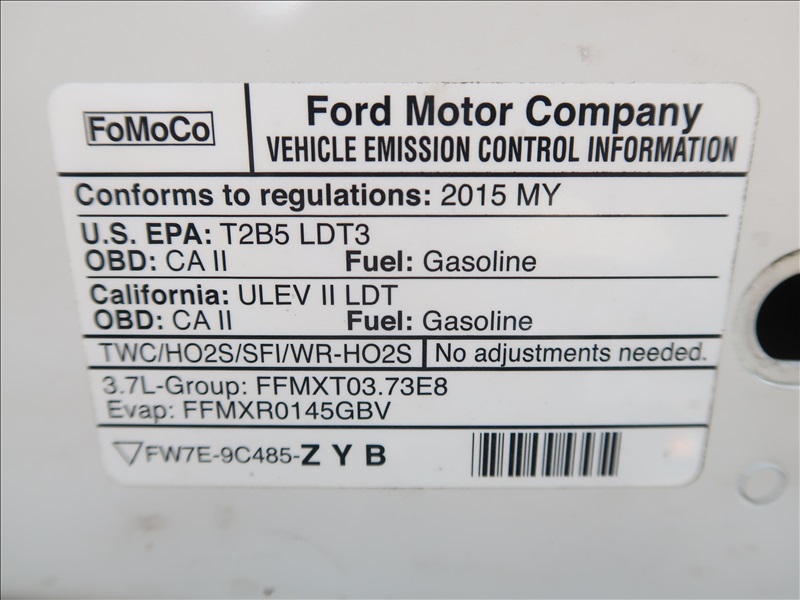 FoMoCo
Ford Motor Company
VEHICLE EMISSION CONTROL INFORMATION
Conforms to regulations: 2015 MY
U.S. EPA: T2B5 LDT3
OBD: CA II Fuel: Gasoline
California: ULEV II LDT
OBD: CA II Fuel: Gasoline
TWC/HO2S/SFI/WR-HO2S No adjustments needed.
3.7L-Group: FFMXT03.73E8
Evap: FFMXR0145GBV
FW7E-9C485-Z Y B